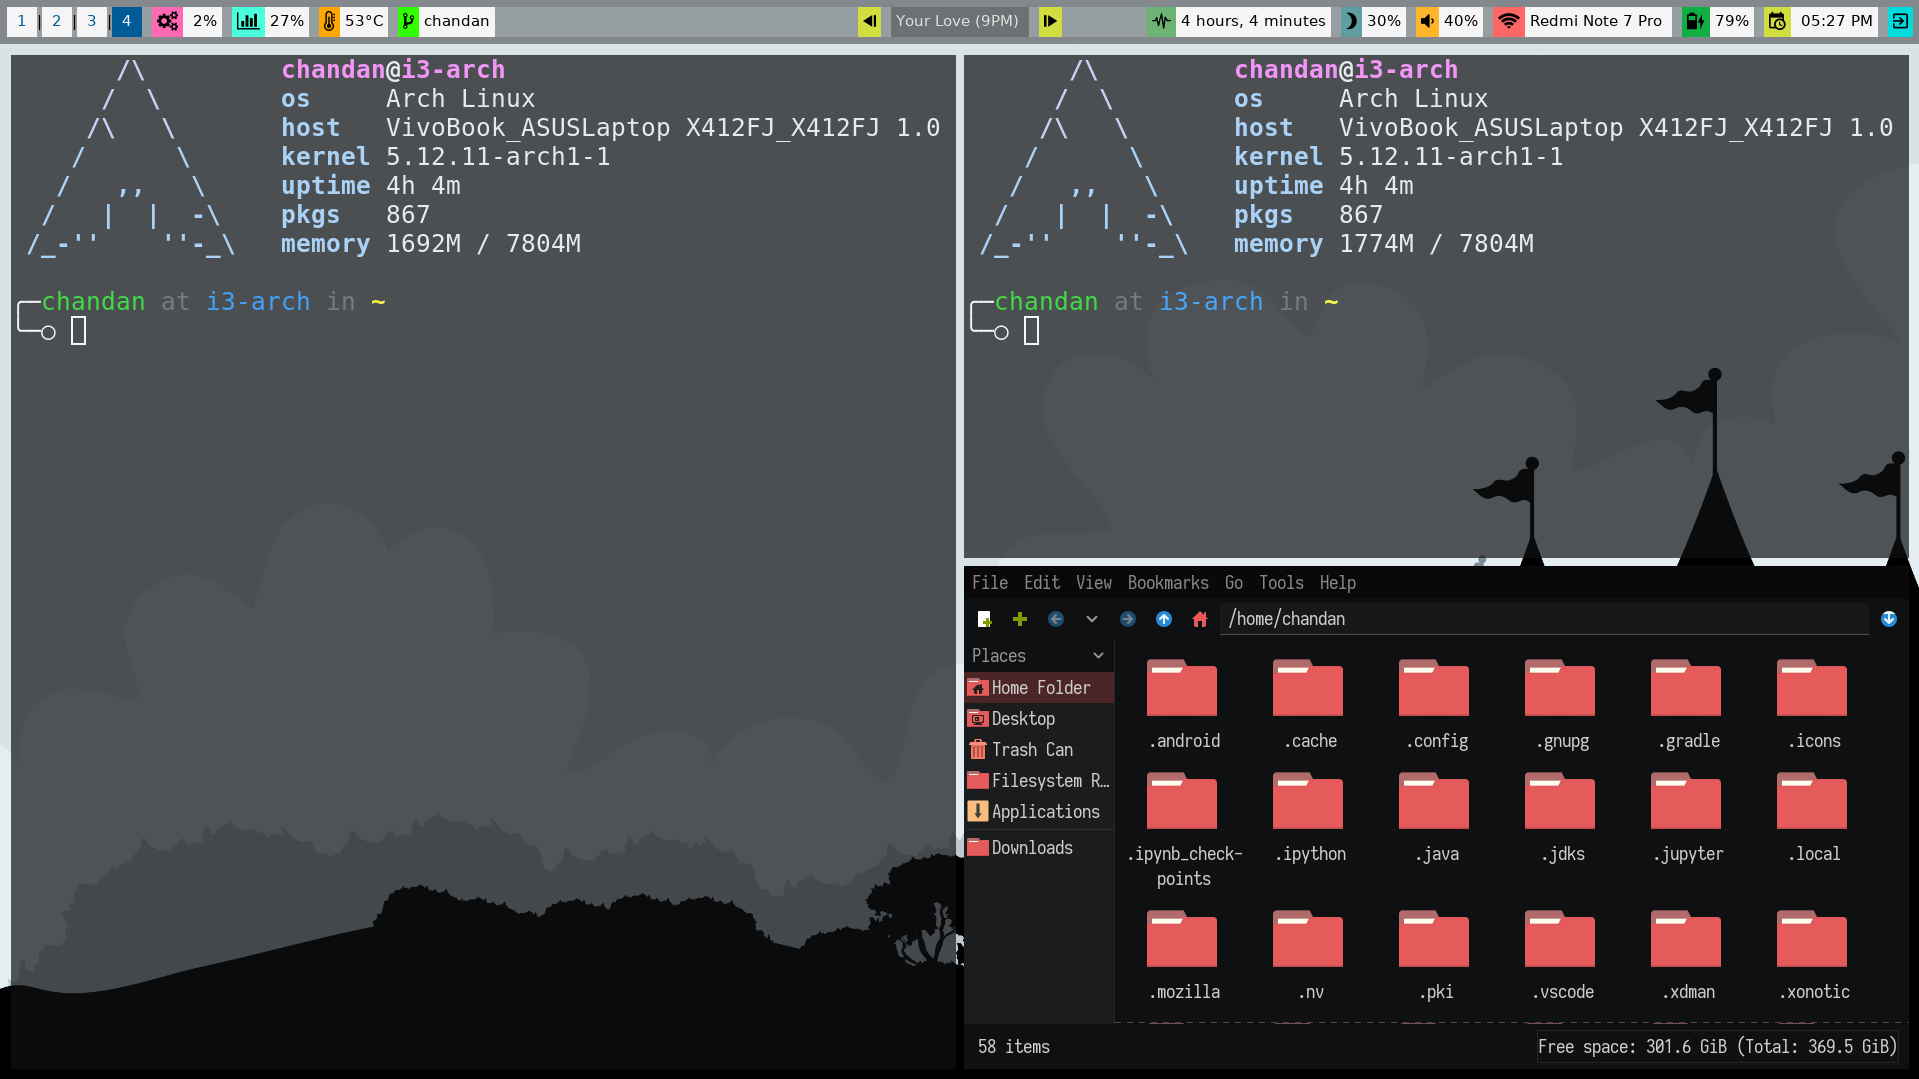 1 | 2 | 3 | 4 2% 27% 53°C chandan Your Love (9PM) 4 hours, 4 minutes 30% 40% Redmi Note 7 Pro 79% 05:27 PM
chandan@i3-arch
os Arch Linux
host VivoBook_ASUSLaptop X412FJ_X412FJ 1.0
kernel 5.12.11-arch1-1
uptime 4h 4m
pkgs 867
memory 1692M / 7804M
chandan at i3-arch in ~
chandan@i3-arch
os Arch Linux
host VivoBook_ASUSLaptop X412FJ_X412FJ 1.0
kernel 5.12.11-arch1-1
uptime 4h 4m
pkgs 867
memory 1774M / 7804M
chandan at i3-arch in ~
File Edit View Bookmarks Go Tools Help
/home/chandan
Places
Home Folder
Desktop
Trash Can
Filesystem R…
Applications
Downloads
.android .cache .config .gnupg .gradle .icons
.ipynb_check-
points .ipython .java .jdks .jupyter .local
.mozilla .nv .pki .vscode .xdman .xonotic
58 items
Free space: 301.6 GiB (Total: 369.5 GiB)